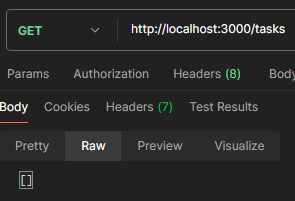 GET http://localhost:3000/tasks
Params Authorization Headers (8) Body
Body Cookies Headers (7) Test Results
Pretty Raw Preview Visualize
[]